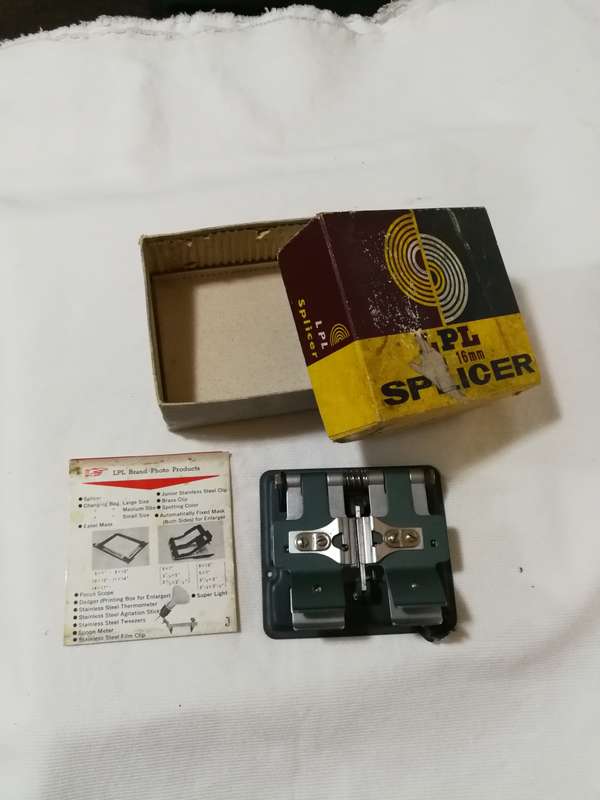 LPL
Splicer
LPL
16mm
SPLICER
LPL Brand Photo Products
● Splicer
● Changing Bag, Large Size
″ Medium Size
″ Small Size
● Easel Mask
● Junior Stainless Steel Clip
● Brass Clip
● Spotting Color
● Automatically Fixed Mask
(Both Sides) for Enlarger
● Focus Scope
● Dodger (Printing Box for Enlarger)
● Stainless Steel Thermometer
● Stainless Steel Agitation Stick
● Stainless Steel Tweezers
● Stainless Steel Film Clip
● Super Light